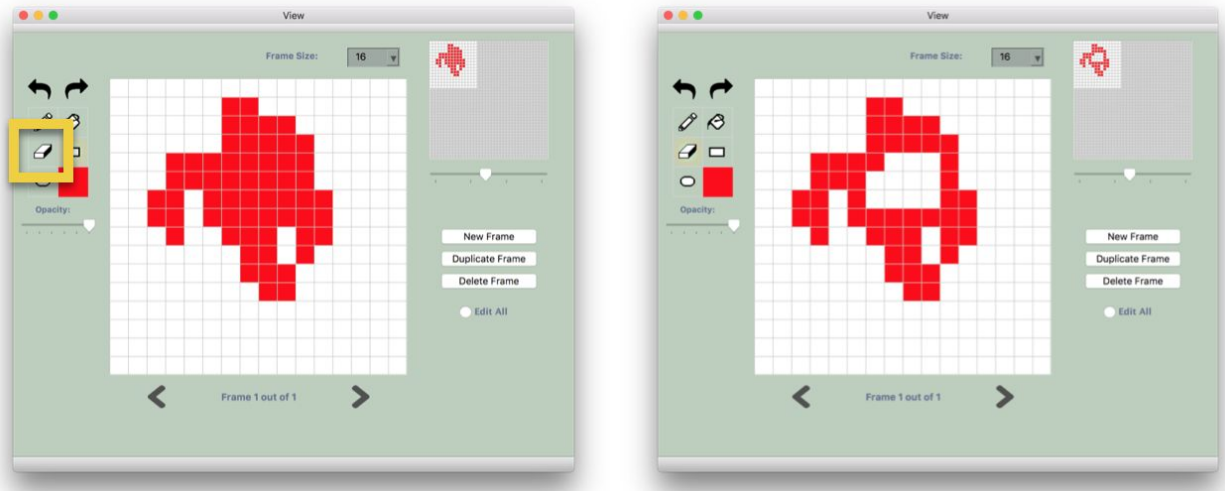 View
Frame Size: 16
Opacity:
New Frame
Duplicate Frame
Delete Frame
Edit All
Frame 1 out of 1
View
Frame Size: 16
Opacity:
New Frame
Duplicate Frame
Delete Frame
Edit All
Frame 1 out of 1